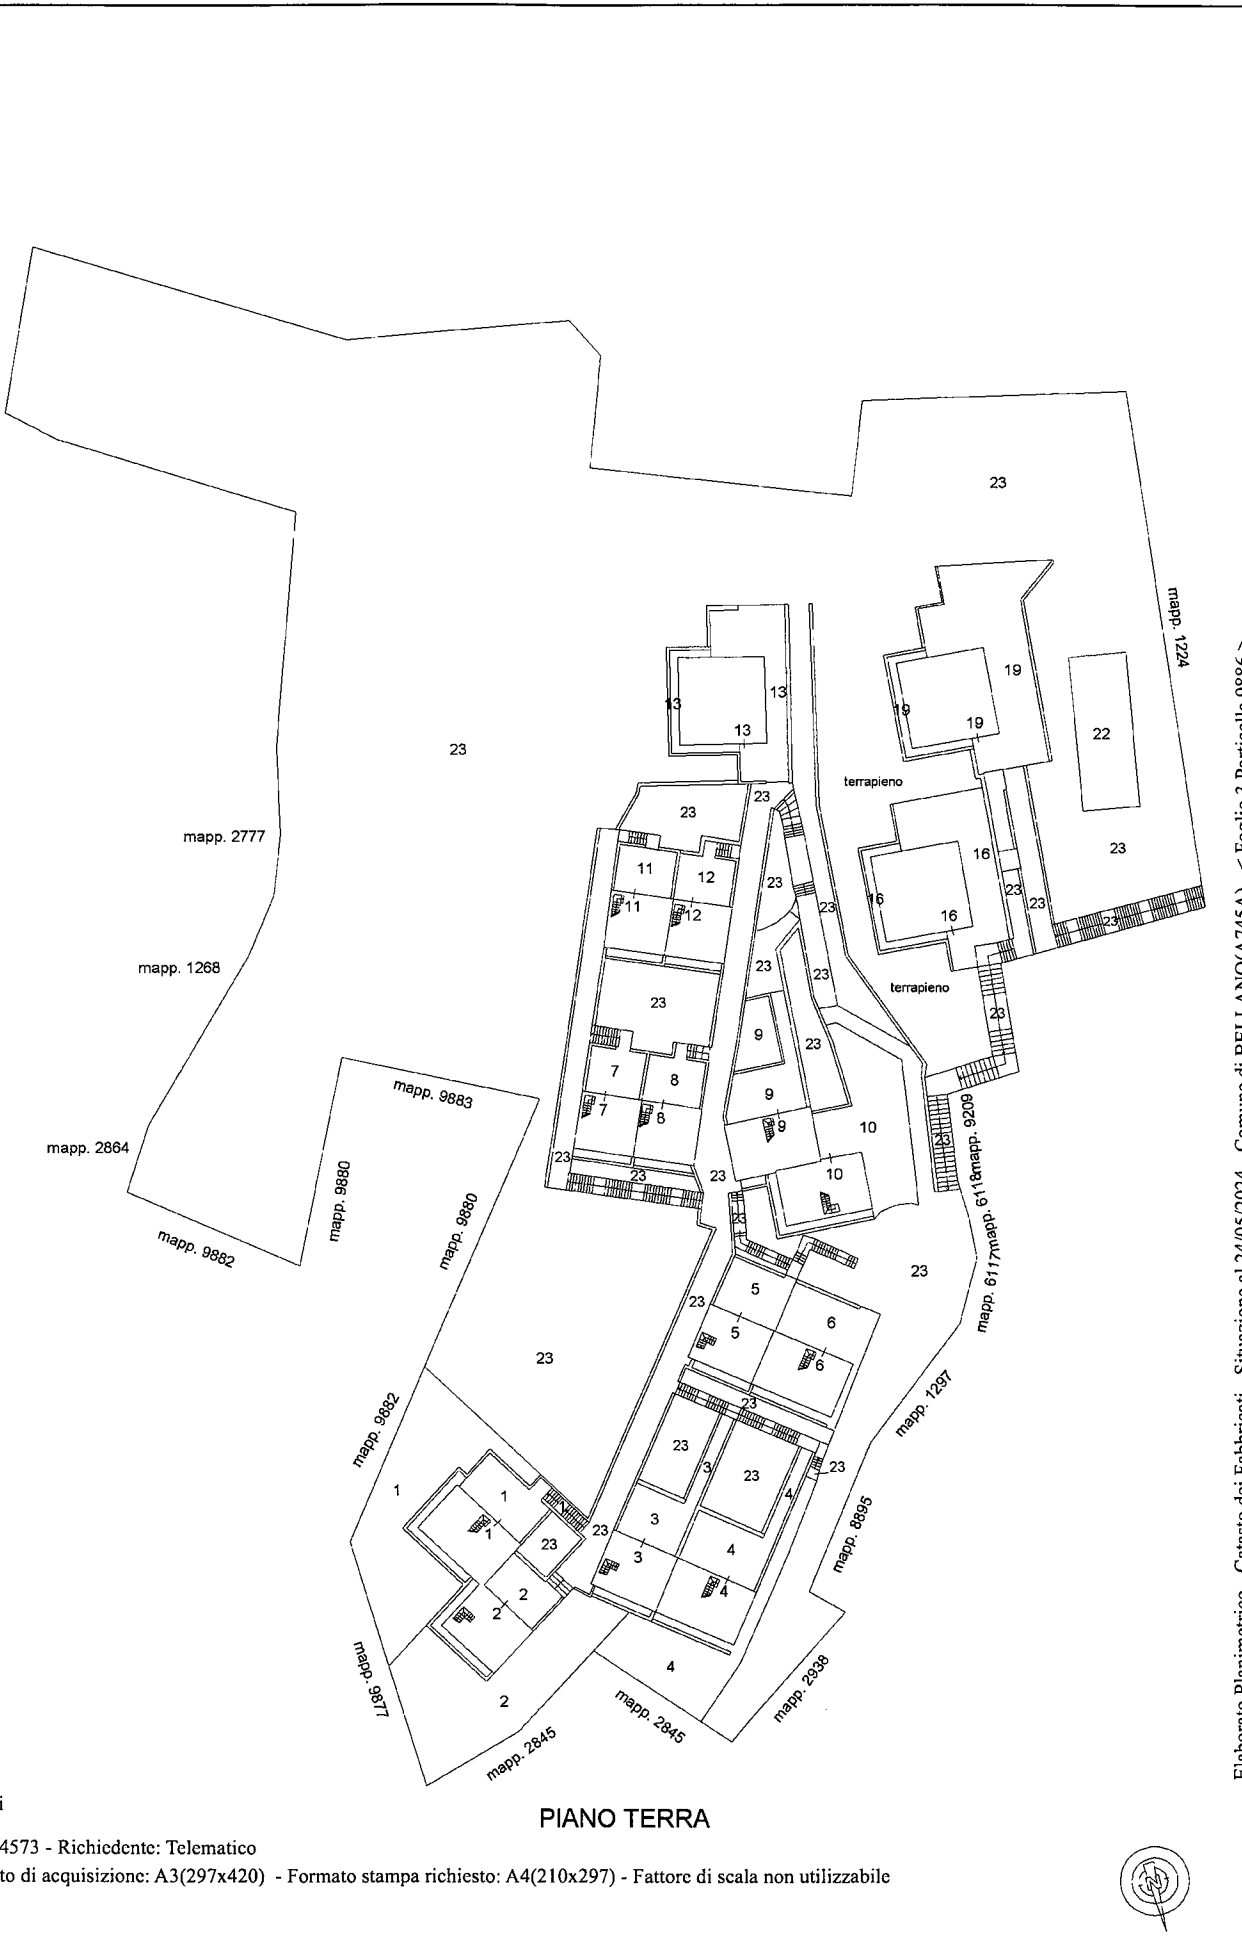 23
mapp. 1224
19
13
13
19
13
19
22
23
terrapieno
23
23
mapp. 2777
23
16
11
12
23
23
16
23
11
12
23
16
23
23
mapp. 1268
23
23
terrapieno
23
23
9
23
7
8
mapp. 9883
9
7
8
9
10
mapp. 9209
23
mapp. 2864
23
23
23
10
mapp. 6118
mapp. 9880
mapp. 9880
23
mapp. 9882
23
mapp. 6117
5
23
5
6
6
23
mapp. 1297
23
mapp. 9882
23
3
23
23
4
1
1
1
1
23
23
3
3
4
4
mapp. 8895
2
2
4
2
mapp. 9877
mapp. 2845
mapp. 2845
mapp. 2938
PIANO TERRA
i
4573 - Richiedente: Telematico
to di acquisizione: A3(297x420) - Formato stampa richiesto: A4(210x297) - Fattore di scala non utilizzabile
N